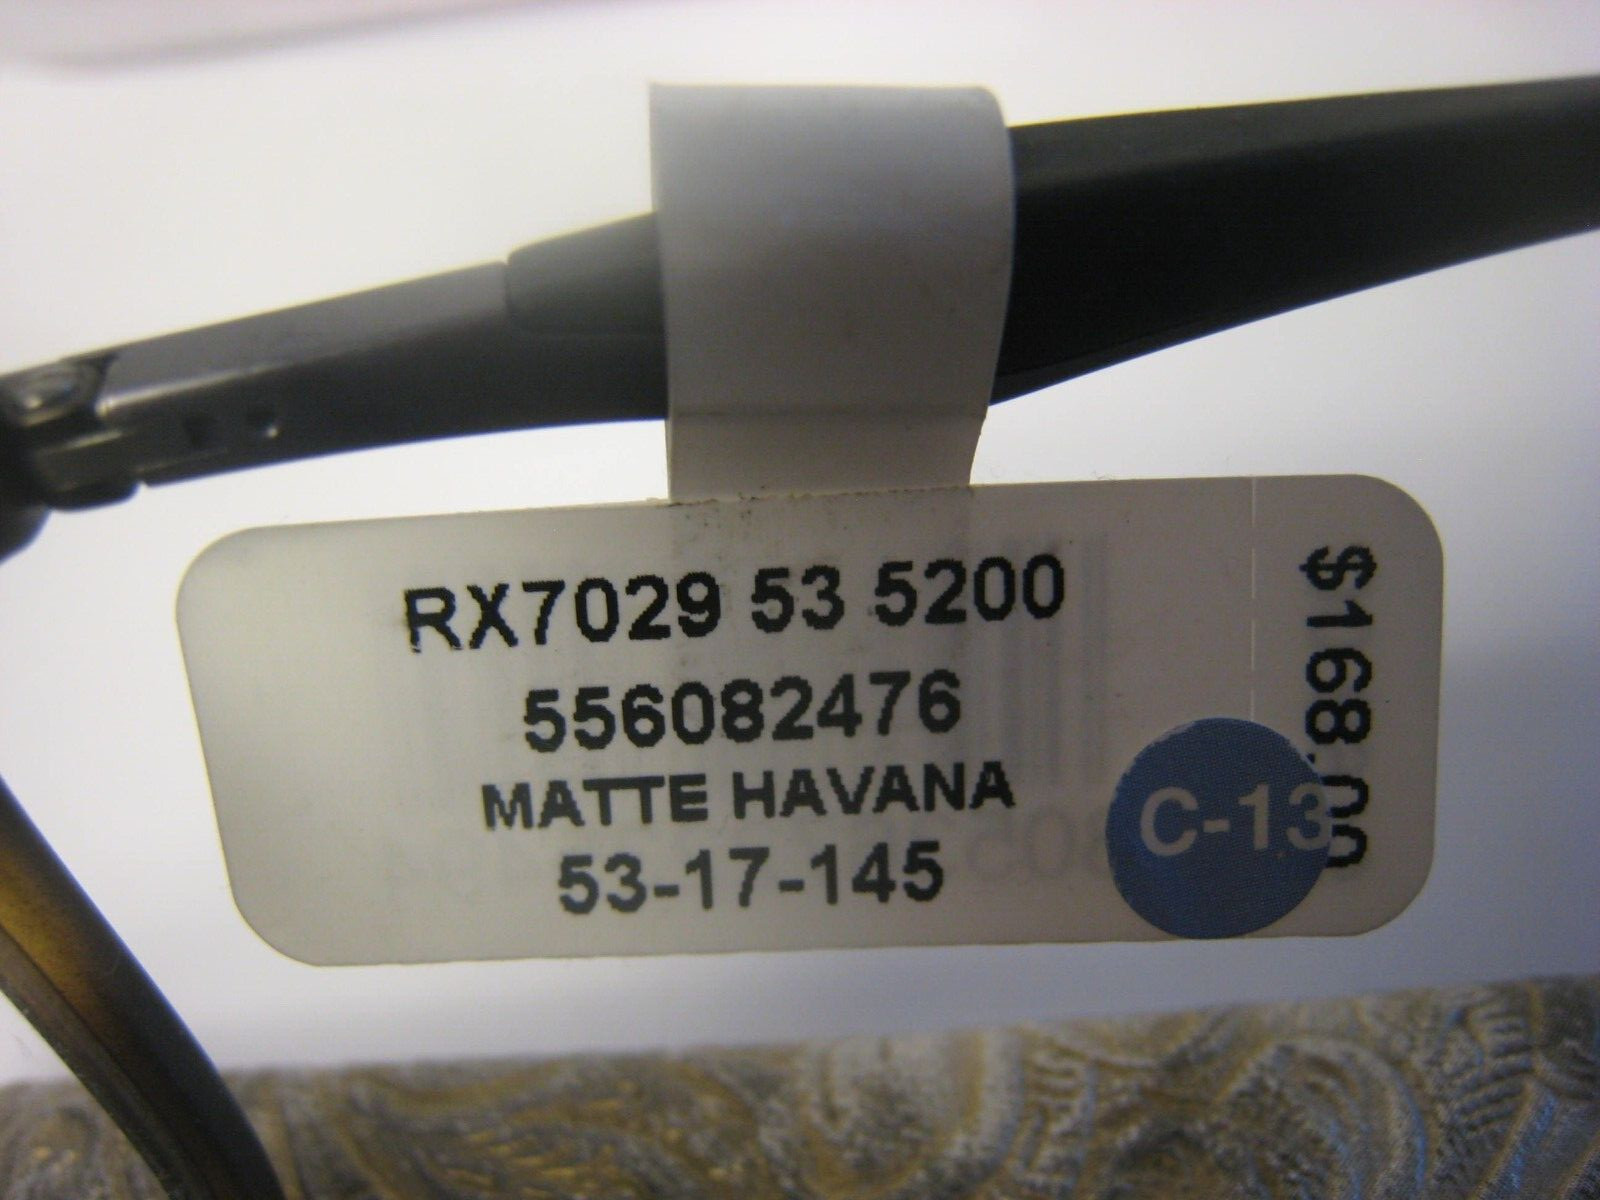 RX7029 53 5200
556082476
MATTE HAVANA
53-17-145
$168.00
C-13